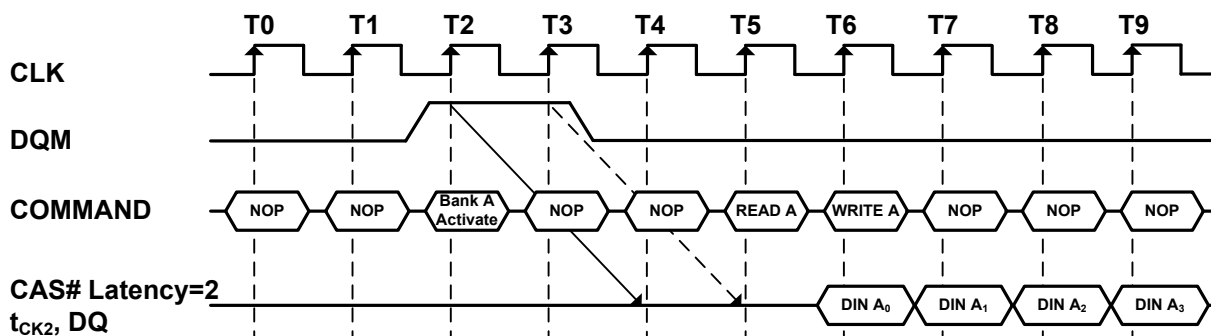 T0 T1 T2 T3 T4 T5 T6 T7 T8 T9
CLK
DQM
COMMAND NOP NOP Bank A Activate NOP NOP READ A WRITE A NOP NOP NOP
CAS# Latency=2
tCK2, DQ DIN A0 DIN A1 DIN A2 DIN A3